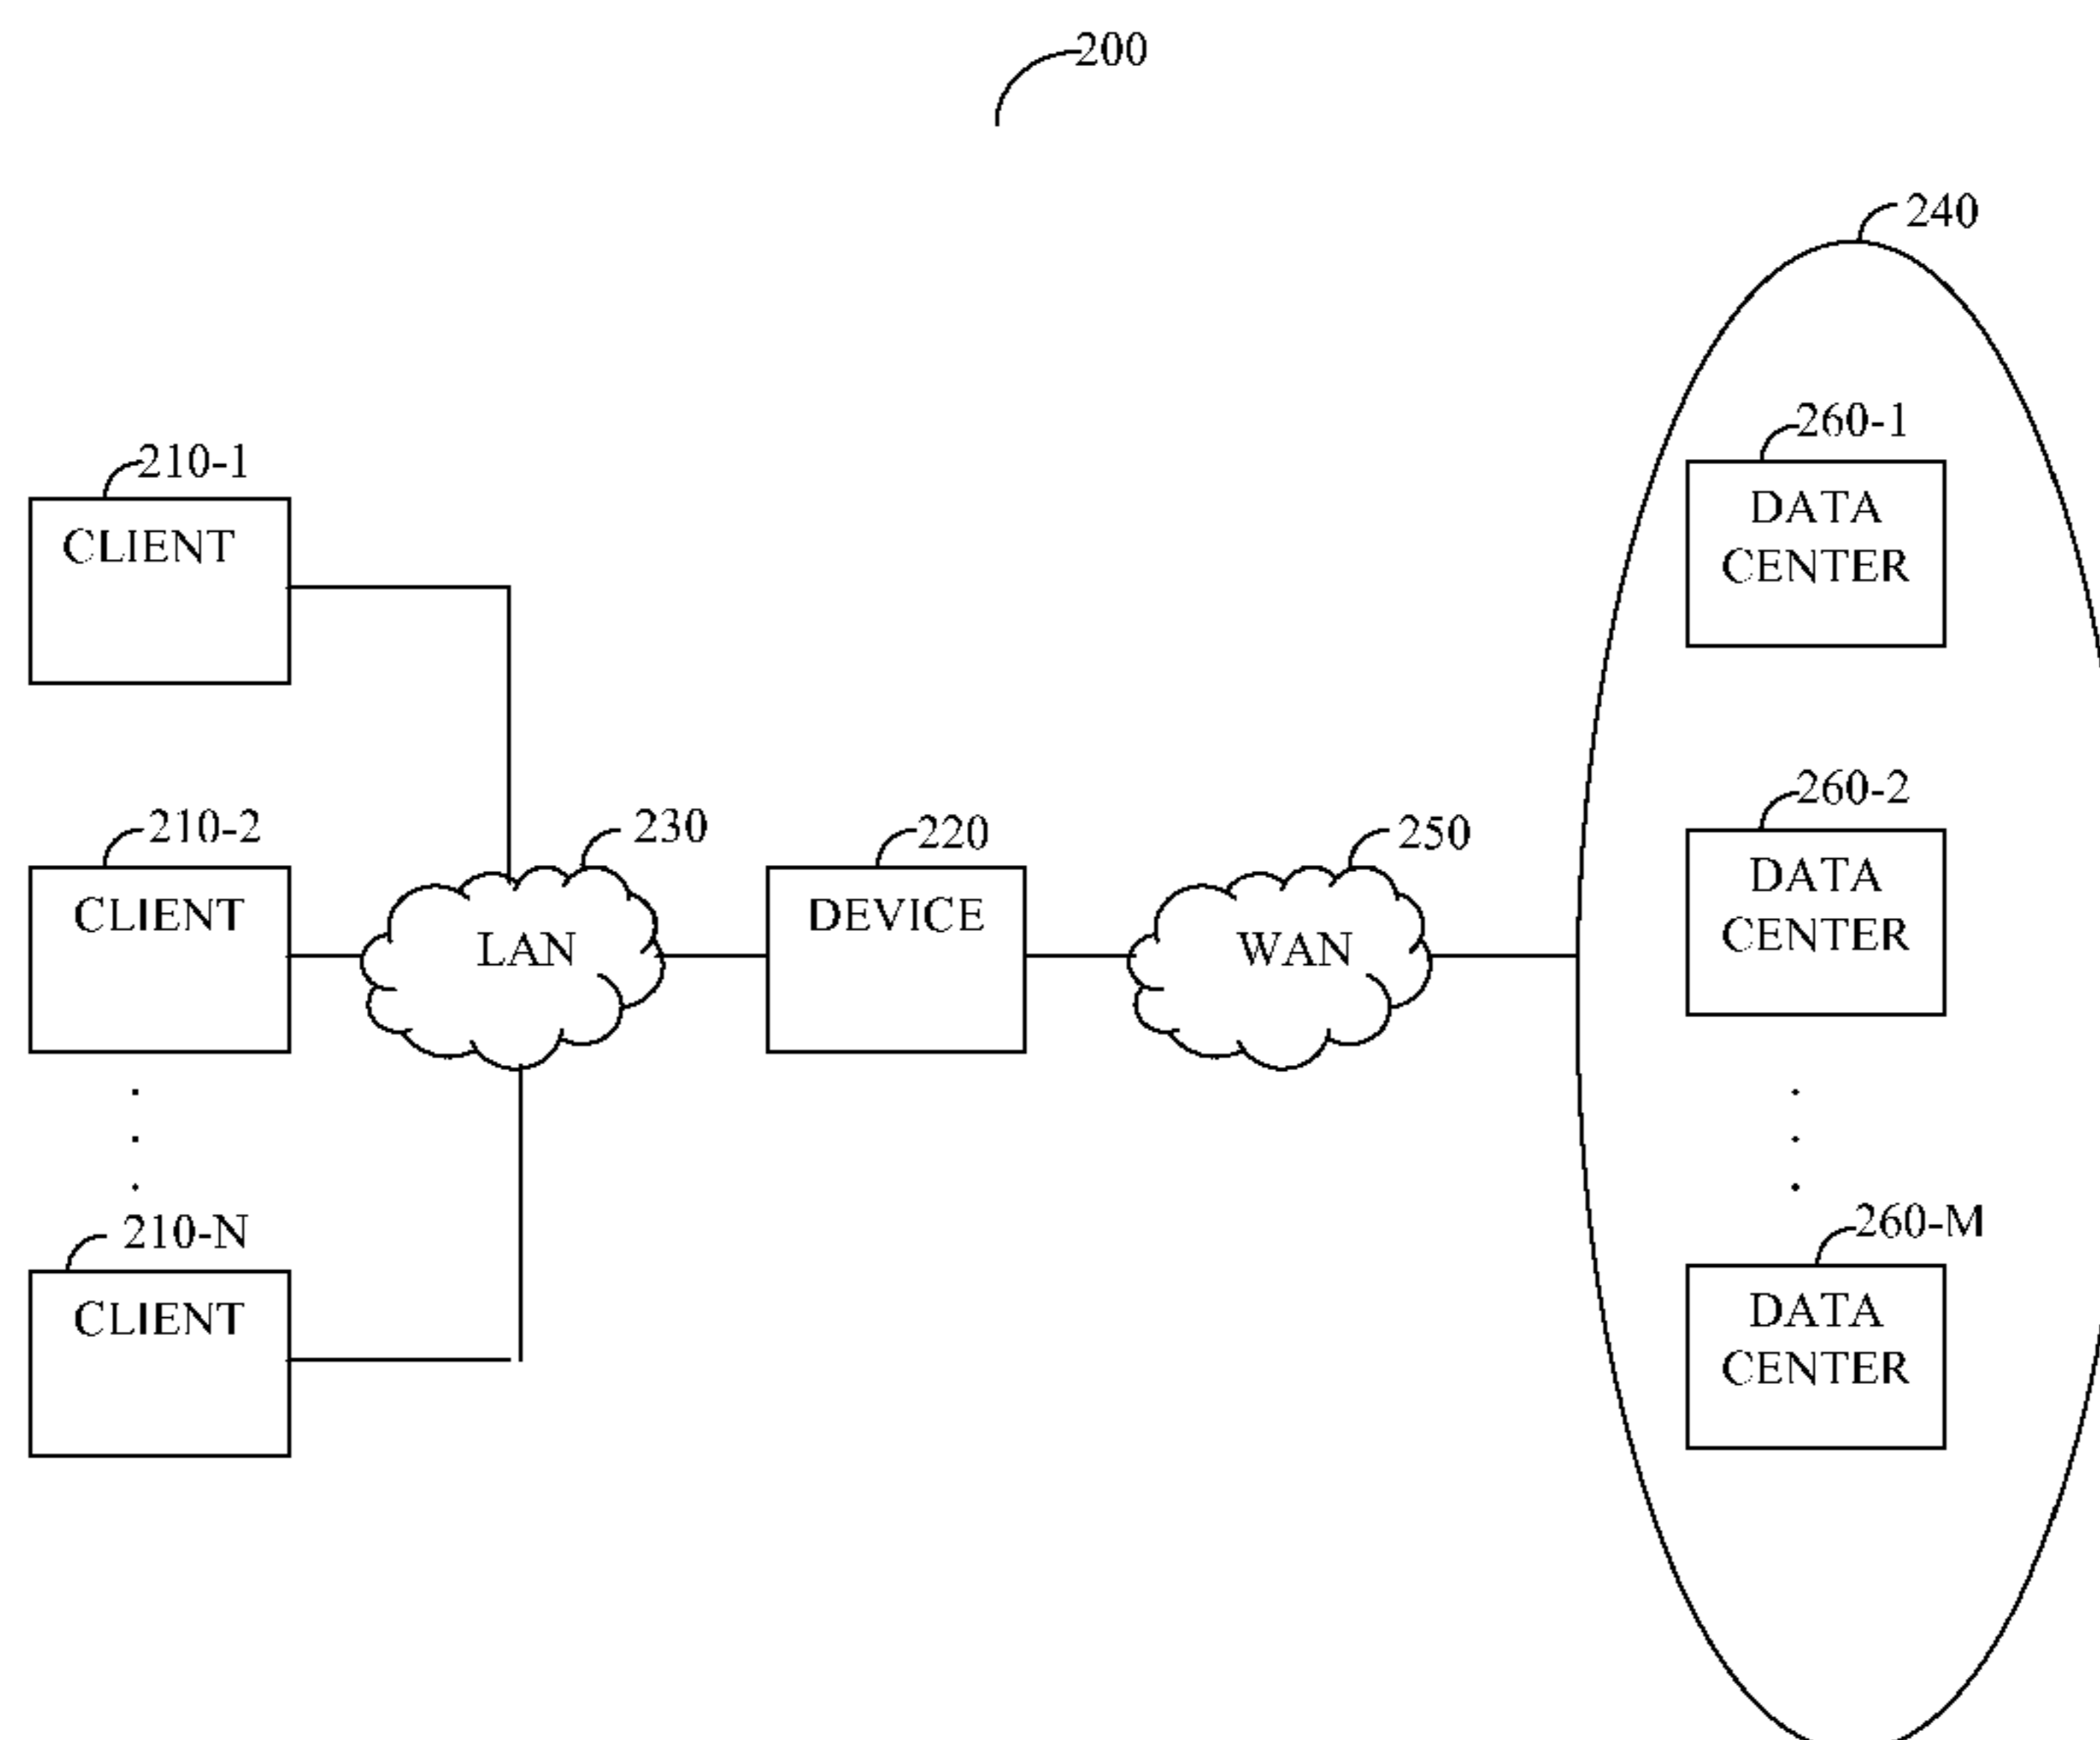 200
240
260-1
DATA
CENTER
210-1
CLIENT
260-2
DATA
CENTER
210-2
CLIENT
230
LAN
220
DEVICE
250
WAN
210-N
CLIENT
260-M
DATA
CENTER